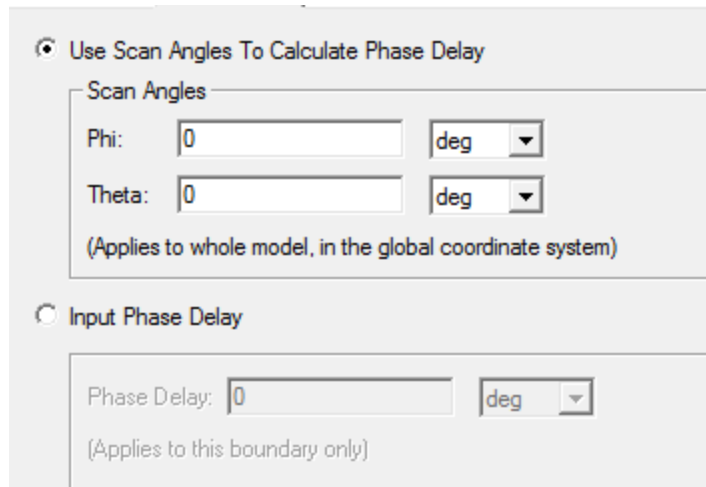 Use Scan Angles To Calculate Phase Delay
Scan Angles
Phi: 0 deg
Theta: 0 deg
(Applies to whole model, in the global coordinate system)
Input Phase Delay
Phase Delay: 0 deg
(Applies to this boundary only)